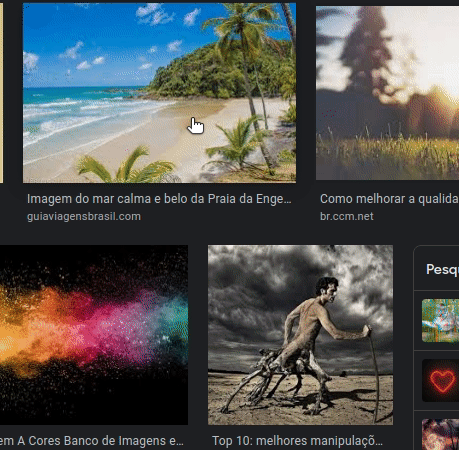 Imagem do mar calma e belo da Praia da Enge...
guiaviagensbrasil.com
Como melhorar a qualida
br.ccm.net
Pesqu
em A Cores Banco de Imagens e...
Top 10: melhores manipulaçõ...